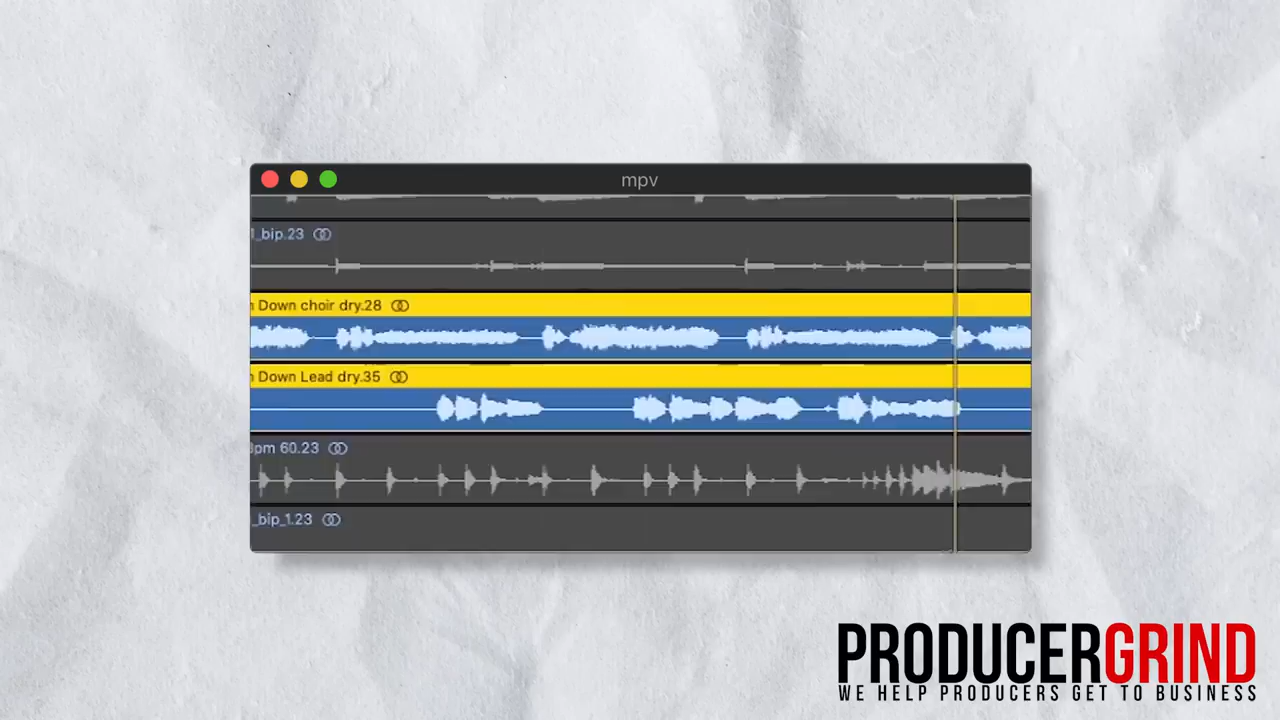 mpv
_bip.23
Down choir dry.28
Down Lead dry.35
pm 60.23
_bip_1.23
PRODUCERGRIND
WE HELP PRODUCERS GET TO BUSINESS